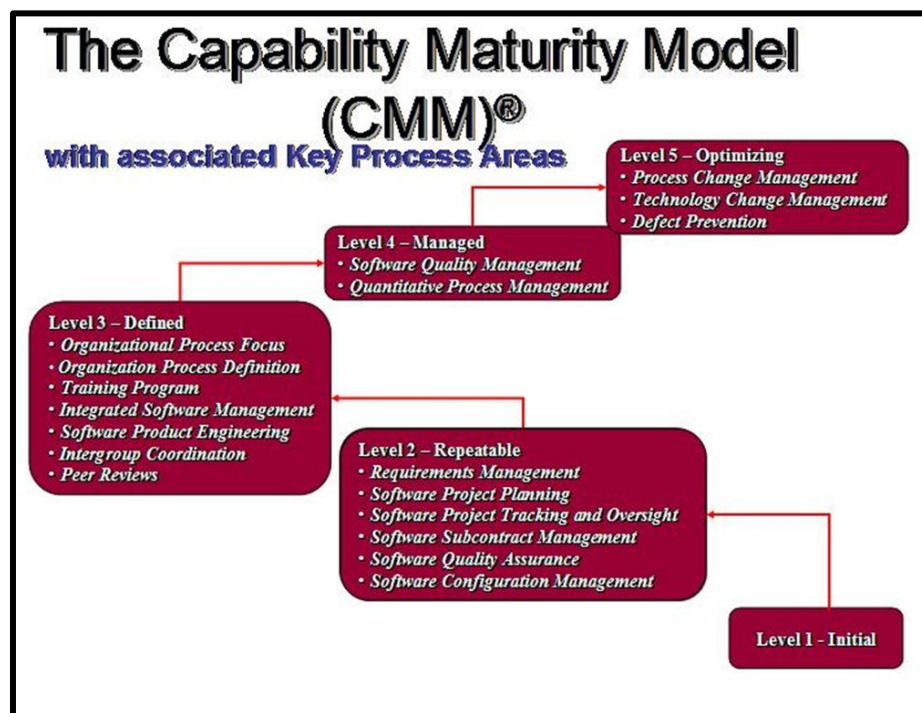 The Capability Maturity Model
(CMM)®
with associated Key Process Areas
Level 5 – Optimizing
• Process Change Management
• Technology Change Management
• Defect Prevention
Level 4 – Managed
• Software Quality Management
• Quantitative Process Management
Level 3 – Defined
• Organizational Process Focus
• Organization Process Definition
• Training Program
• Integrated Software Management
• Software Product Engineering
• Intergroup Coordination
• Peer Reviews
Level 2 – Repeatable
• Requirements Management
• Software Project Planning
• Software Project Tracking and Oversight
• Software Subcontract Management
• Software Quality Assurance
• Software Configuration Management
Level 1 - Initial